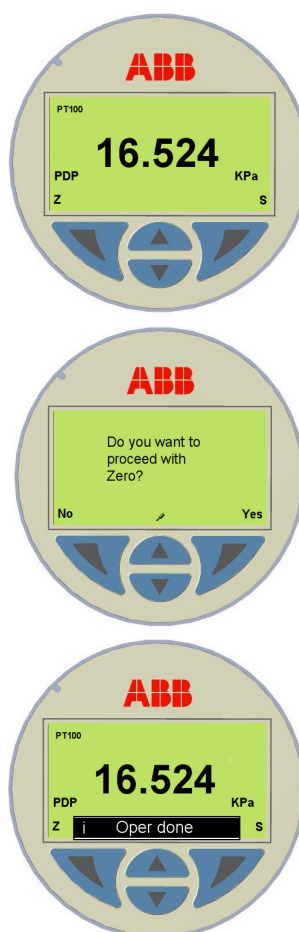 ABB
PT100
16.524
PDP KPa
Z S
ABB
Do you want to
proceed with
Zero?
No Yes
ABB
PT100
16.524
PDP KPa
Z i Oper done S